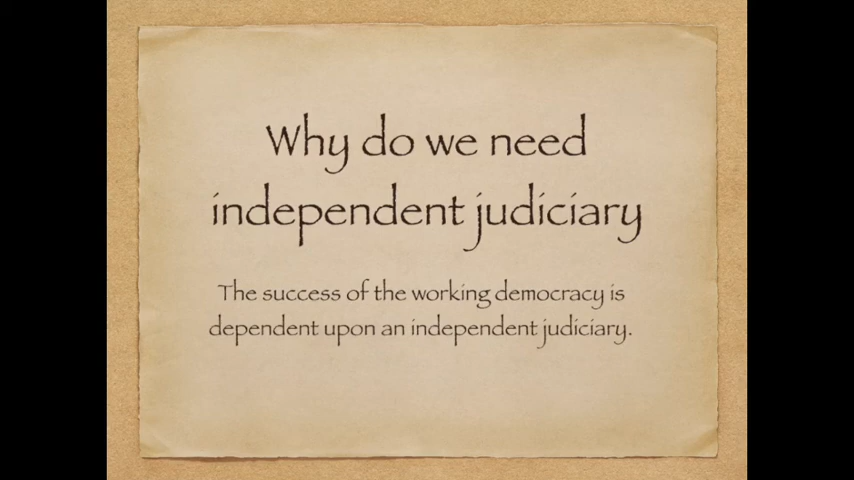 Why do we need
independent judiciary
The success of the working democracy is
dependent upon an independent judiciary.